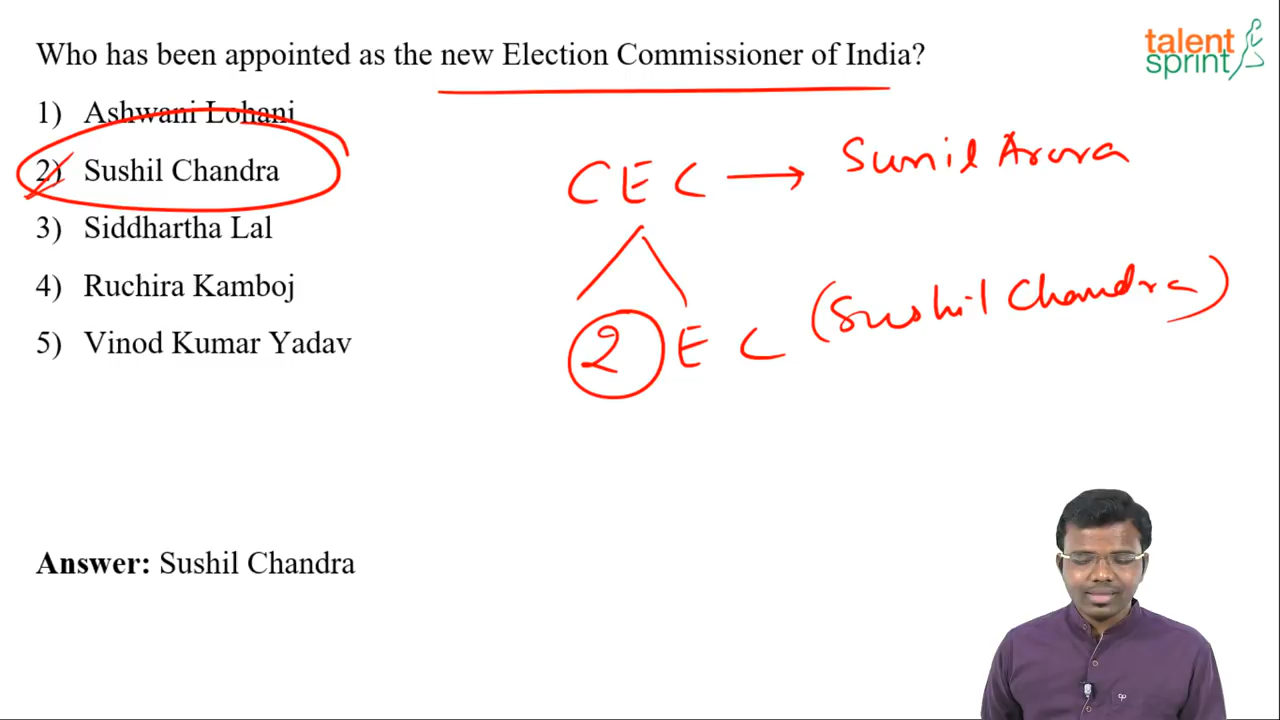 Who has been appointed as the new Election Commissioner of India?
talent
sprint
1) Ashwani Lohani
2) Sushil Chandra
3) Siddhartha Lal
4) Ruchira Kamboj
5) Vinod Kumar Yadav
CEC → Sunil Arora
2 EC (Sushil Chandra)
Answer: Sushil Chandra